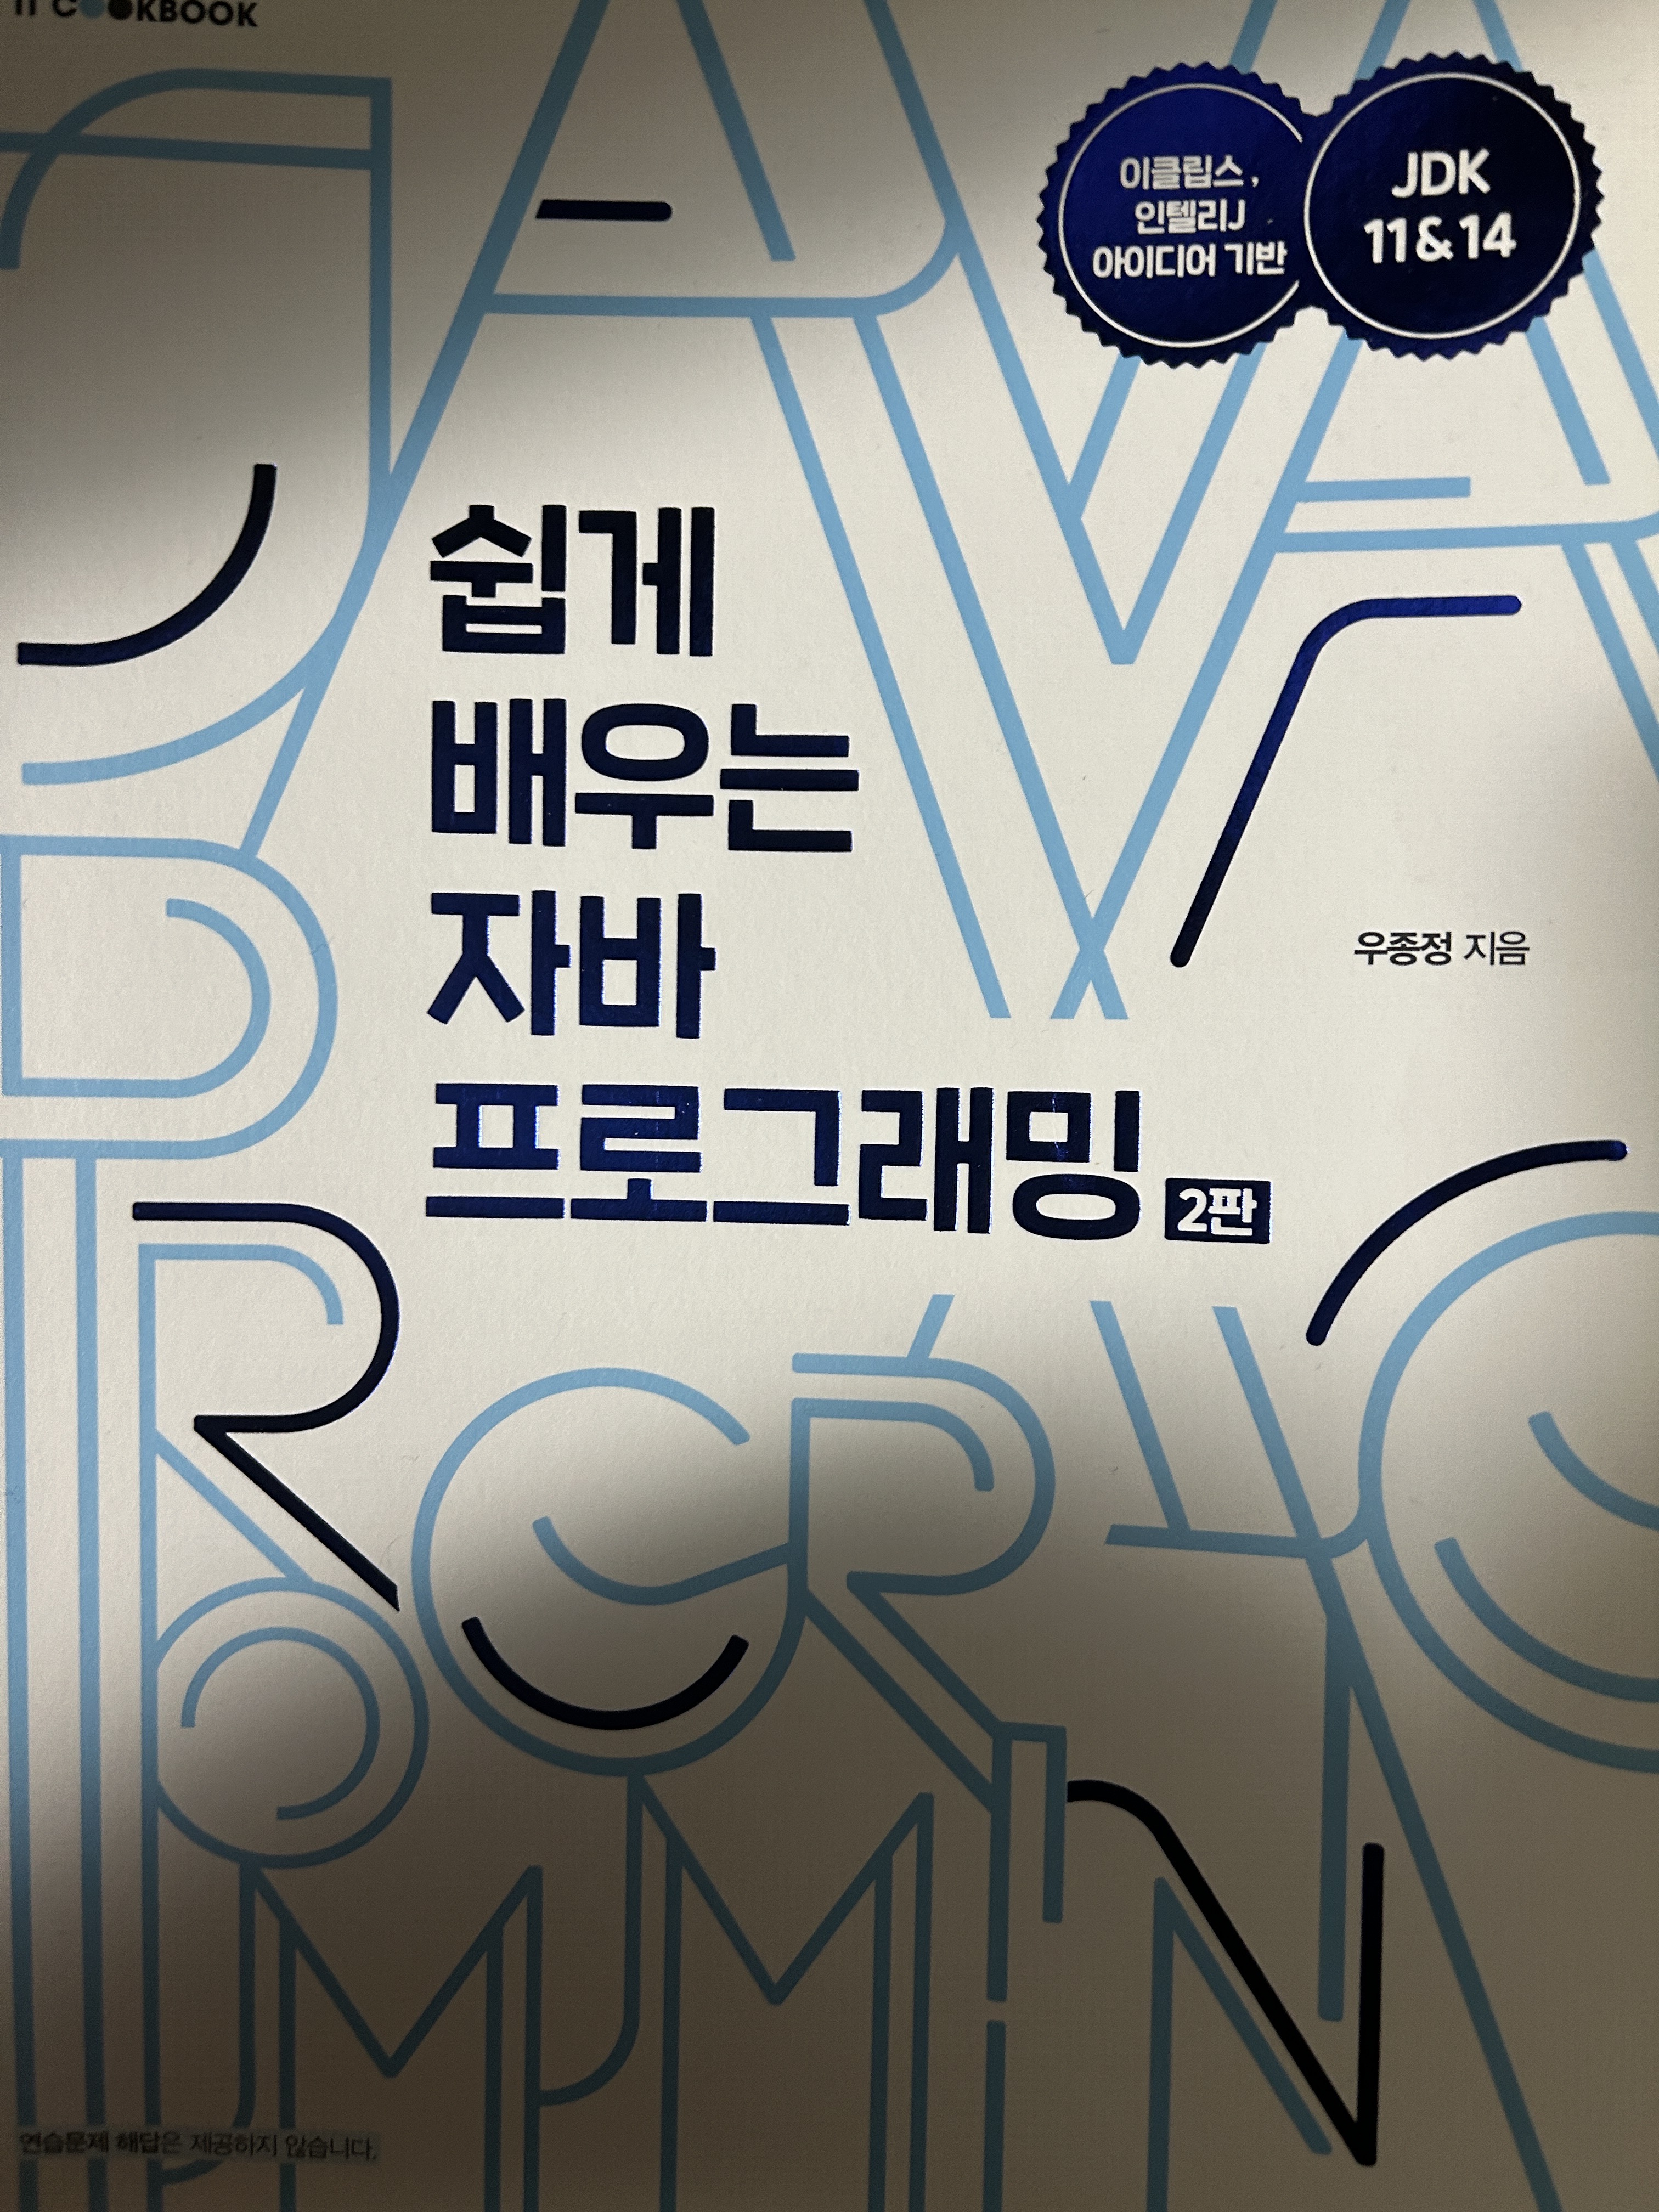 IT COOKBOOK
이클립스,
인텔리J
아이디어 기반
JDK
11&14
쉽게
배우는
자바
프로그래밍 2판
우종정 지음
JAVA
PROGRAMMING
연습문제 해답은 제공하지 않습니다.